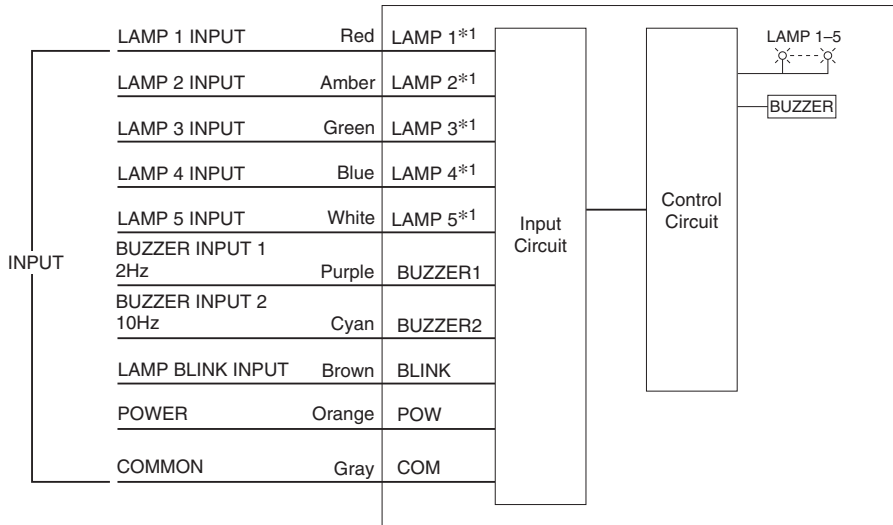 LAMP 1 INPUT Red LAMP 1*1
LAMP 2 INPUT Amber LAMP 2*1
LAMP 3 INPUT Green LAMP 3*1
LAMP 4 INPUT Blue LAMP 4*1
LAMP 5 INPUT White LAMP 5*1
BUZZER INPUT 1
2Hz Purple BUZZER1
BUZZER INPUT 2
10Hz Cyan BUZZER2
LAMP BLINK INPUT Brown BLINK
POWER Orange POW
COMMON Gray COM
INPUT
Input
Circuit
Control
Circuit
LAMP 1–5
BUZZER